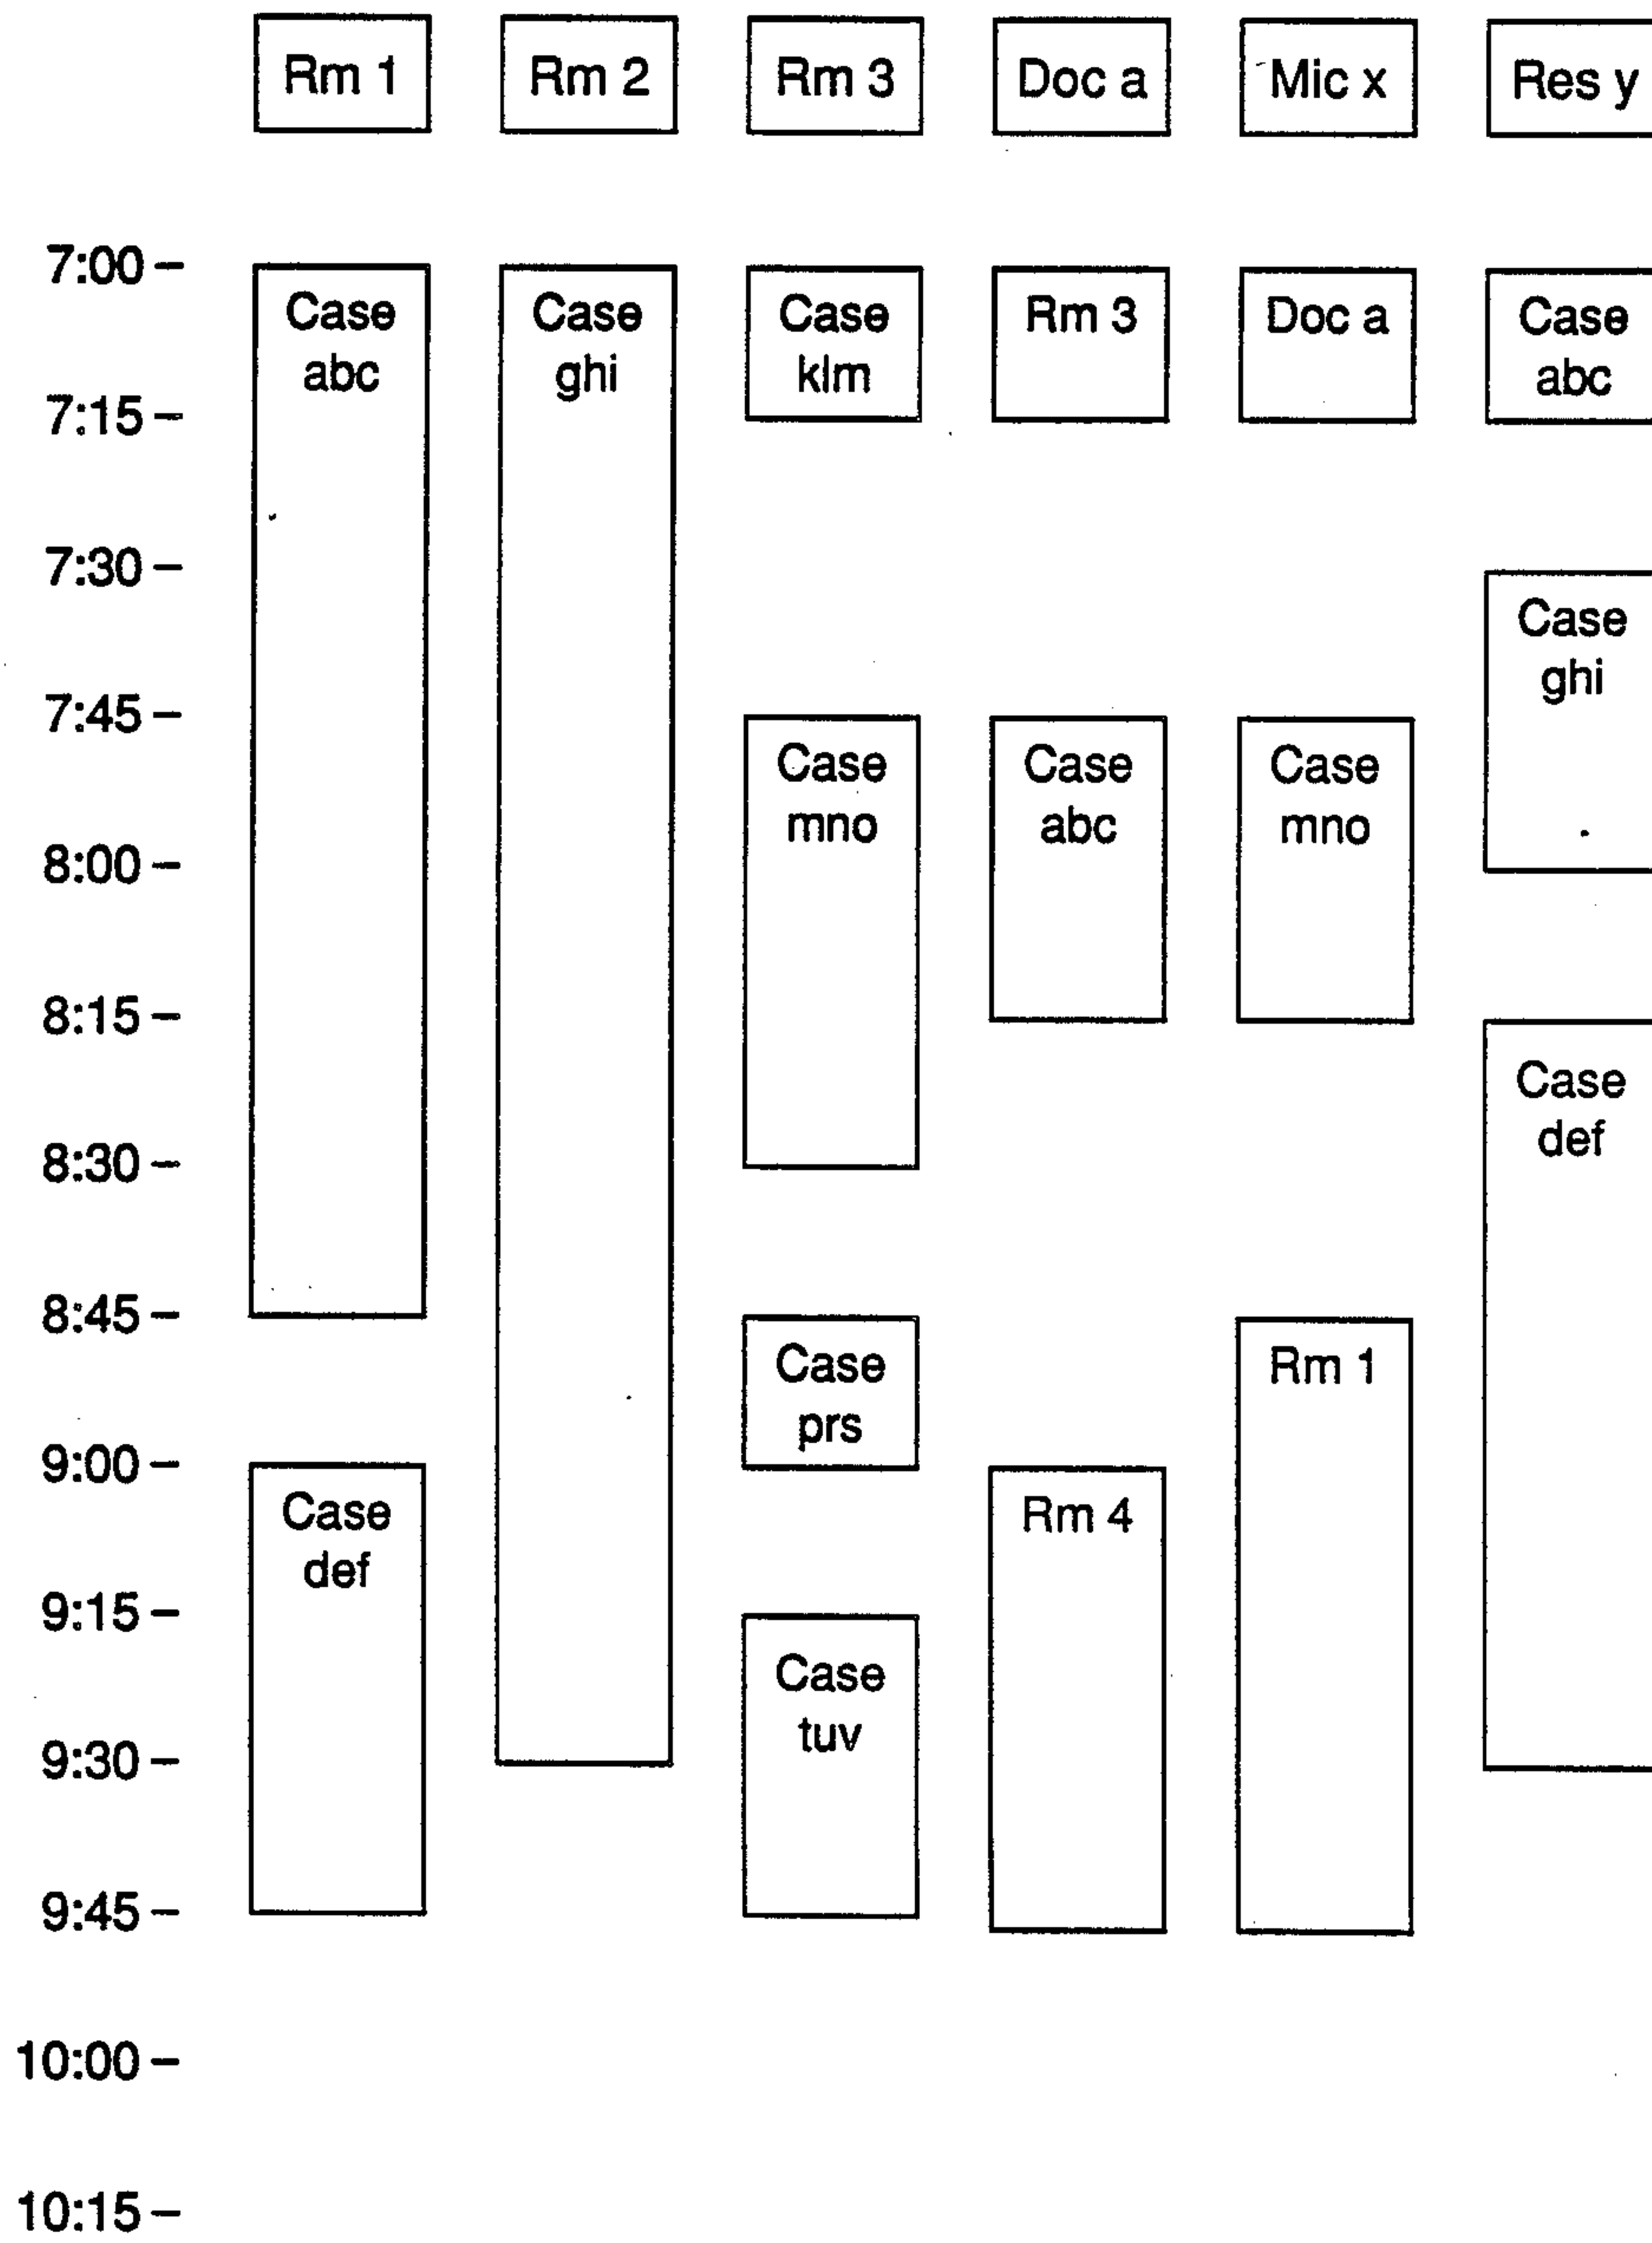 Rm 1 Rm 2 Rm 3 Doc a Mic x Res y
7:00
Case Case Case Rm 3 Doc a Case
abc ghi klm abc
7:15
7:30
Case
ghi
7:45
Case Case Case
mno abc mno
8:00
8:15
Case
def
8:30
8:45
Case Rm 1
prs
9:00
Case Rm 4
def
9:15
Case
tuv
9:30
9:45
10:00
10:15